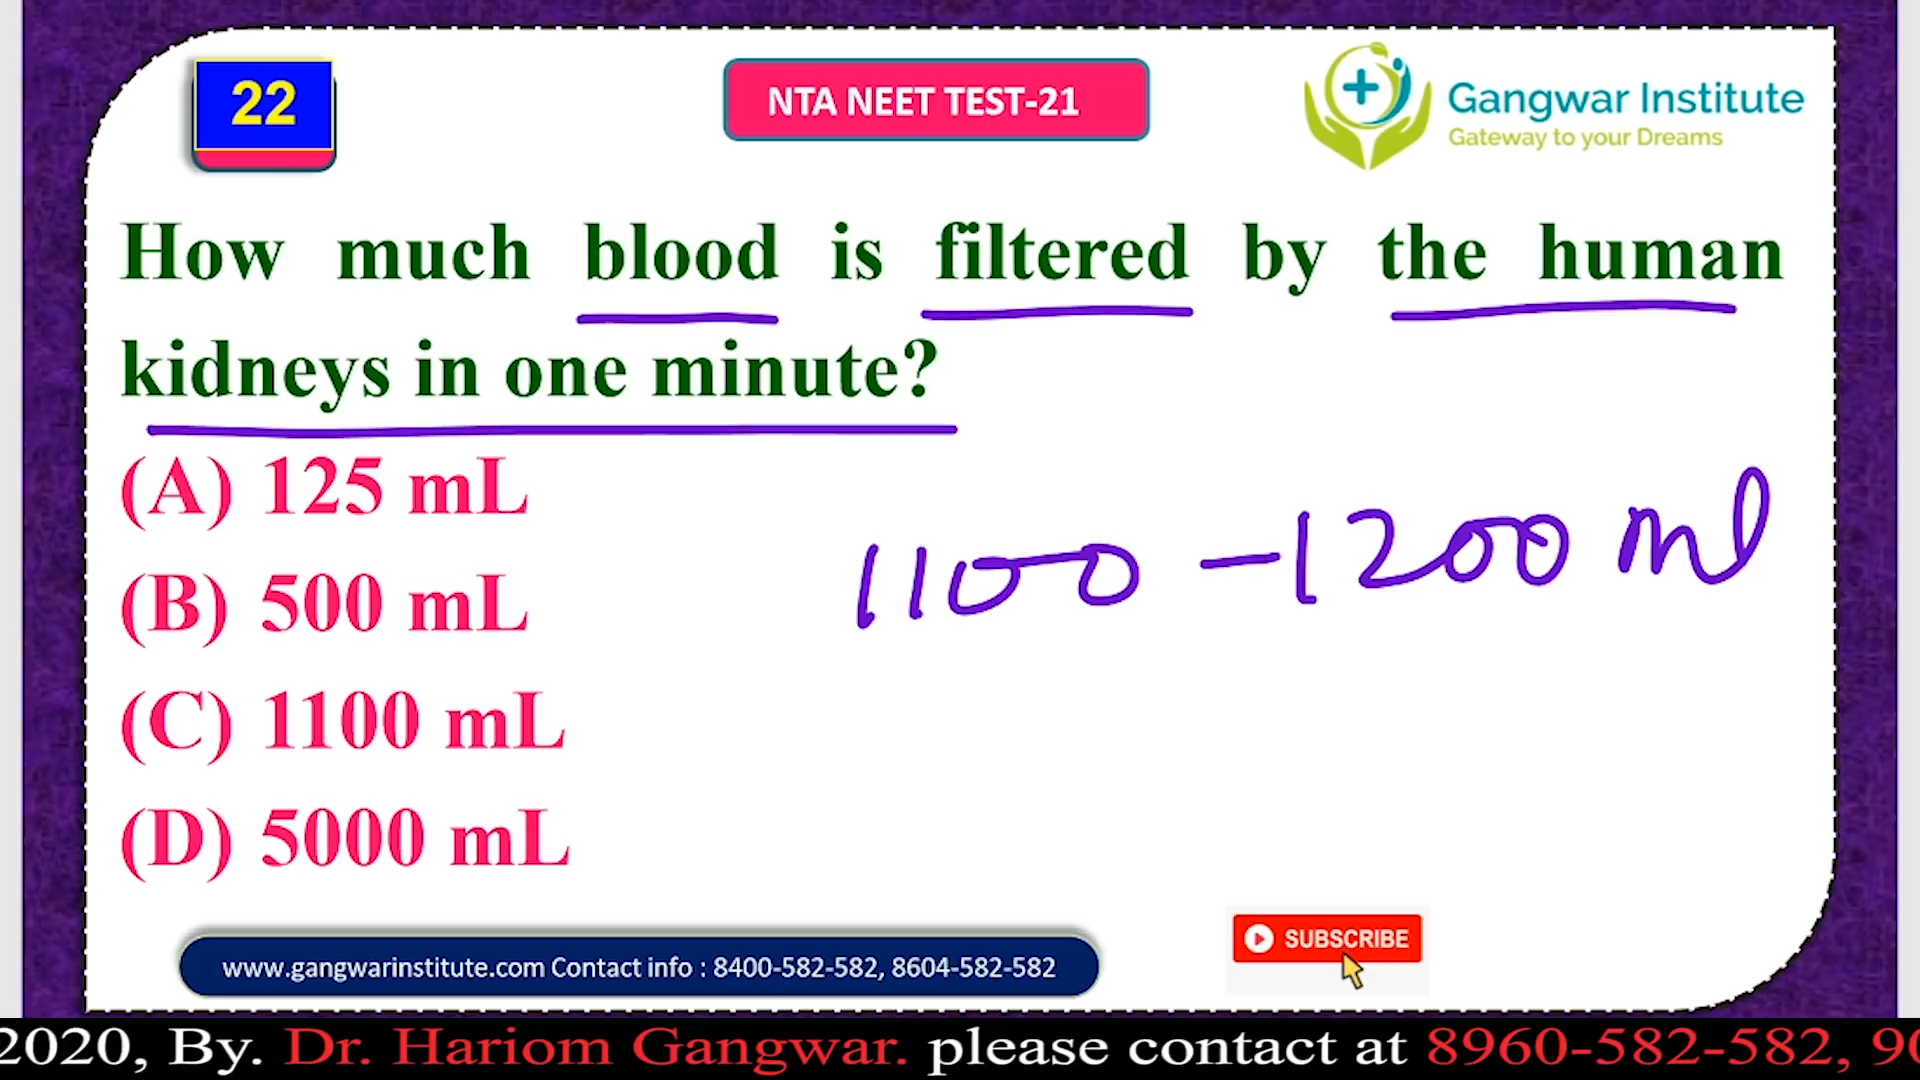 22
NTA NEET TEST-21
Gangwar Institute
Gateway to your Dreams
How much blood is filtered by the human
kidneys in one minute?
(A) 125 mL
(B) 500 mL
(C) 1100 mL
(D) 5000 mL
1100 - 1200 ml
www.gangwarinstitute.com Contact info : 8400-582-582, 8604-582-582
SUBSCRIBE
2020, By. Dr. Hariom Gangwar. please contact at 8960-582-582, 90